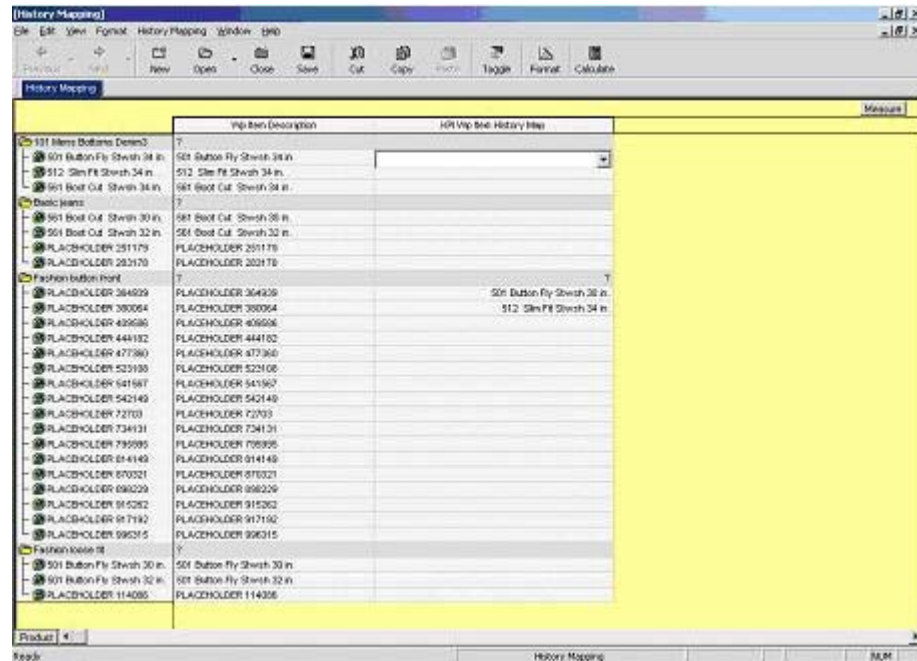 [History Mapping]
File Edit View Format History Mapping Window Help
Previous Next New Open Close Save Cut Copy Paste Toggle Format Calculate
History Mapping
Measure
Wip Item Description KPI Wip Item History Map
101 Mens Bottoms Denim3 ?
501 Button Fly Stwsh 34 in. 501 Button Fly Stwsh 34 in.
512 Slim Fit Stwsh 34 in. 512 Slim Fit Stwsh 34 in.
561 Boot Cut Stwsh 34 in. 561 Boot Cut Stwsh 34 in.
Basic jeans ?
561 Boot Cut Stwsh 30 in. 561 Boot Cut Stwsh 30 in.
561 Boot Cut Stwsh 32 in. 561 Boot Cut Stwsh 32 in.
PLACEHOLDER 251179 PLACEHOLDER 251179
PLACEHOLDER PLACEHOLDER
Fashion button front ? ?
PLACEHOLDER 364939 PLACEHOLDER 364939 501 Button Fly Stwsh in.
PLACEHOLDER PLACEHOLDER 512 Slim Fit Stwsh 34 in.
PLACEHOLDER PLACEHOLDER
PLACEHOLDER 444182 PLACEHOLDER 444182
PLACEHOLDER 477360 PLACEHOLDER 477360
PLACEHOLDER 523108 PLACEHOLDER 523108
PLACEHOLDER 541567 PLACEHOLDER 541567
PLACEHOLDER 542149 PLACEHOLDER 542149
PLACEHOLDER 72703 PLACEHOLDER 72703
PLACEHOLDER 734131 PLACEHOLDER 734131
PLACEHOLDER PLACEHOLDER
PLACEHOLDER 814149 PLACEHOLDER 814149
PLACEHOLDER 870321 PLACEHOLDER 870321
PLACEHOLDER 898229 PLACEHOLDER 898229
PLACEHOLDER 915262 PLACEHOLDER 915262
PLACEHOLDER 917192 PLACEHOLDER 917192
PLACEHOLDER 996315 PLACEHOLDER 996315
Fashion loose fit ?
501 Button Fly Stwsh 30 in. 501 Button Fly Stwsh 30 in.
501 Button Fly Stwsh 32 in. 501 Button Fly Stwsh 32 in.
PLACEHOLDER 114086 PLACEHOLDER 114086
Product
Ready History Mapping NUM